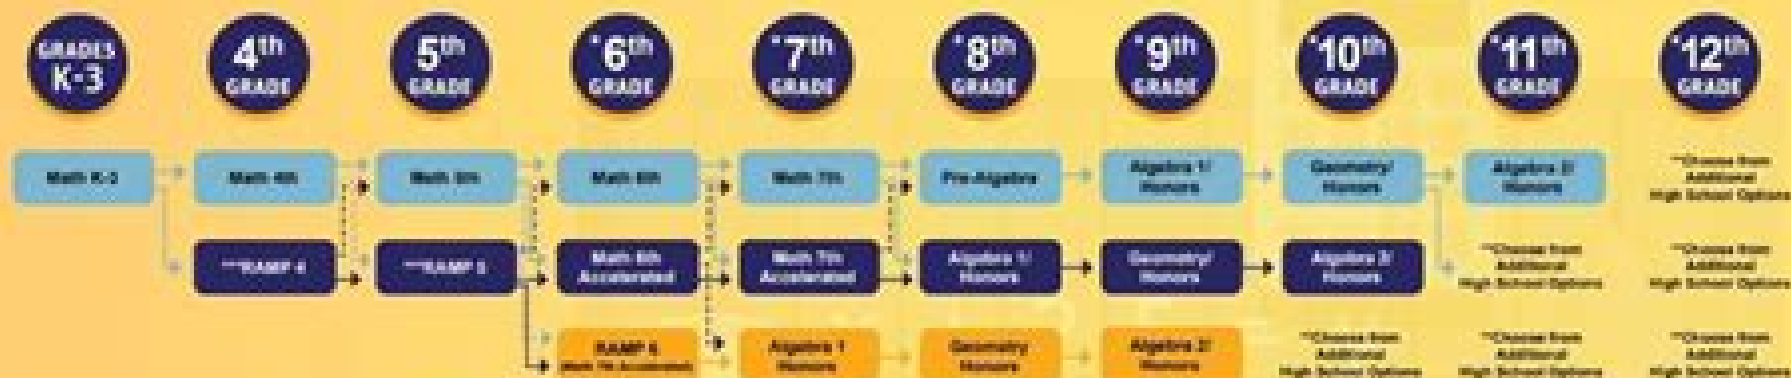 GRADES
K-3
4th
GRADE
5th
GRADE
*6th
GRADE
*7th
GRADE
*8th
GRADE
*9th
GRADE
*10th
GRADE
*11th
GRADE
*12th
GRADE
Math K-3
Math 4th
Math 5th
Math 6th
Math 7th
Pre-Algebra
Algebra 1/
Honors
Geometry/
Honors
Algebra 2/
Honors
**Choose from
Additional
High School Options
***RAMP 4
***RAMP 5
Math 6th
Accelerated
Math 7th
Accelerated
Algebra 1/
Honors
Geometry/
Honors
Algebra 2/
Honors
**Choose from
Additional
High School Options
**Choose from
Additional
High School Options
RAMP 6
(Math 7th Accelerated)
Algebra 1
Honors
Geometry
Honors
Algebra 2/
Honors
**Choose from
Additional
High School Options
**Choose from
Additional
High School Options
**Choose from
Additional
High School Options